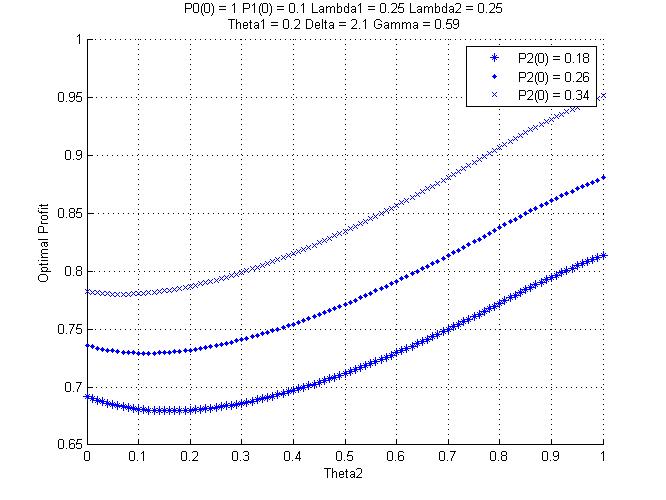 P0(0) = 1 P1(0) = 0.1 Lambda1 = 0.25 Lambda2 = 0.25
Theta1 = 0.2 Delta = 2.1 Gamma = 0.59
P2(0) = 0.18
P2(0) = 0.26
P2(0) = 0.34
Optimal Profit
1
0.95
0.9
0.85
0.8
0.75
0.7
0.65
0 0.1 0.2 0.3 0.4 0.5 0.6 0.7 0.8 0.9 1
Theta2